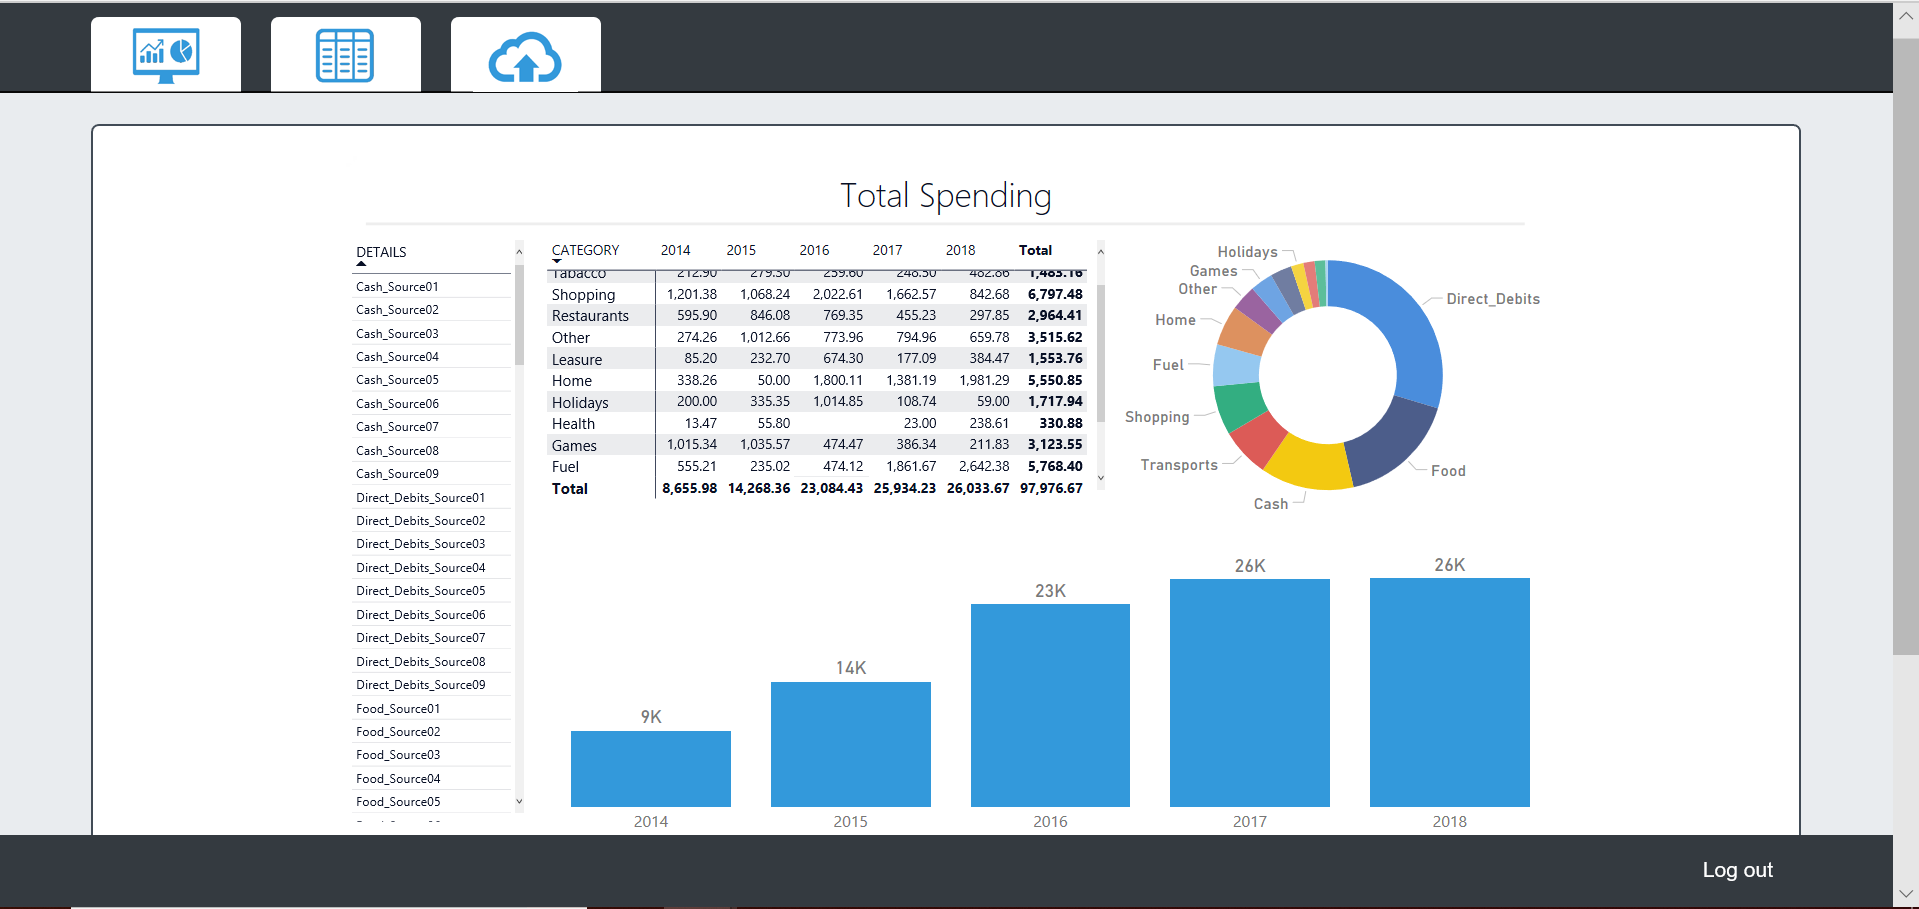 Total Spending
DETAILS
Cash_Source01
Cash_Source02
Cash_Source03
Cash_Source04
Cash_Source05
Cash_Source06
Cash_Source07
Cash_Source08
Cash_Source09
Direct_Debits_Source01
Direct_Debits_Source02
Direct_Debits_Source03
Direct_Debits_Source04
Direct_Debits_Source05
Direct_Debits_Source06
Direct_Debits_Source07
Direct_Debits_Source08
Direct_Debits_Source09
Food_Source01
Food_Source02
Food_Source03
Food_Source04
Food_Source05
CATEGORY 2014 2015 2016 2017 2018 Total
Tabacco 212.90 279.30 259.60 248.50 482.86 1,483.16
Shopping 1,201.38 1,068.24 2,022.61 1,662.57 842.68 6,797.48
Restaurants 595.90 846.08 769.35 455.23 297.85 2,964.41
Other 274.26 1,012.66 773.96 794.96 659.78 3,515.62
Leasure 85.20 232.70 674.30 177.09 384.47 1,553.76
Home 338.26 50.00 1,800.11 1,381.19 1,981.29 5,550.85
Holidays 200.00 335.35 1,014.85 108.74 59.00 1,717.94
Health 13.47 55.80 23.00 238.61 330.88
Games 1,015.34 1,035.57 474.47 386.34 211.83 3,123.55
Fuel 555.21 235.02 474.12 1,861.67 2,642.38 5,768.40
Total 8,655.98 14,268.36 23,084.43 25,934.23 26,033.67 97,976.67
Holidays
Games
Other
Home
Fuel
Shopping
Transports
Cash
Direct_Debits
Food
9K
14K
23K
26K
26K
2014
2015
2016
2017
2018
Log out